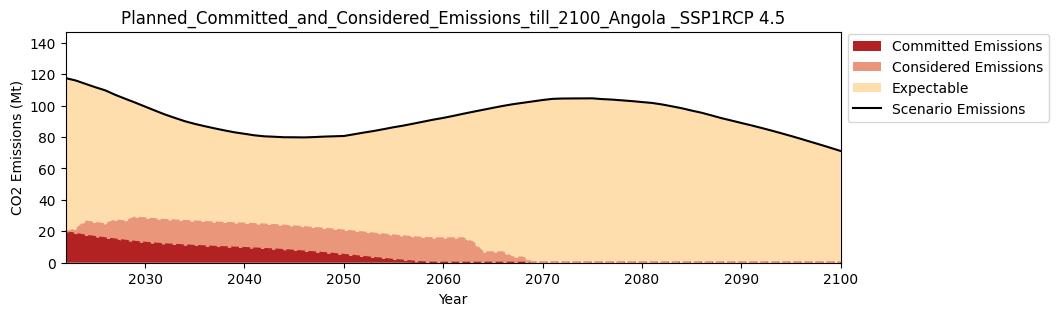 Planned_Committed_and_Considered_Emissions_till_2100_Angola _SSP1RCP 4.5
140
120
100
80
60
40
20
0
CO2 Emissions (Mt)
2030 2040 2050 2060 2070 2080 2090 2100
Year
Committed Emissions
Considered Emissions
Expectable
Scenario Emissions